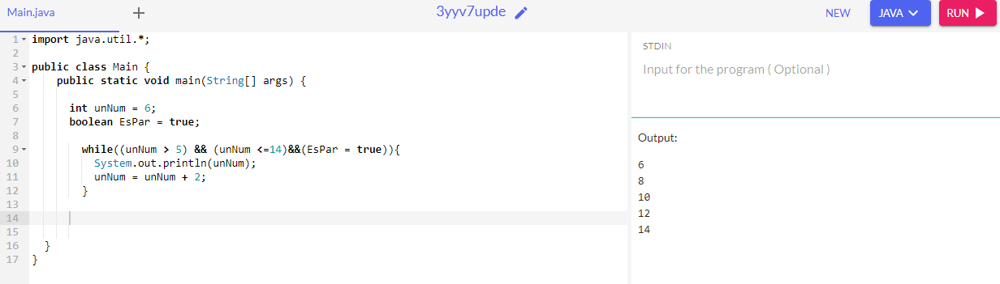 Main.java + 3yyv7upde NEW JAVA RUN
1 import java.util.*;
2
3 public class Main {
4 public static void main(String[] args) {
5
6 int unNum = 6;
7 boolean EsPar = true;
8
9 while((unNum > 5) && (unNum <=14)&&(EsPar = true)){
10 System.out.println(unNum);
11 unNum = unNum + 2;
12 }
13
14
15
16 }
17 }
STDIN
Input for the program ( Optional )
Output:
6
8
10
12
14